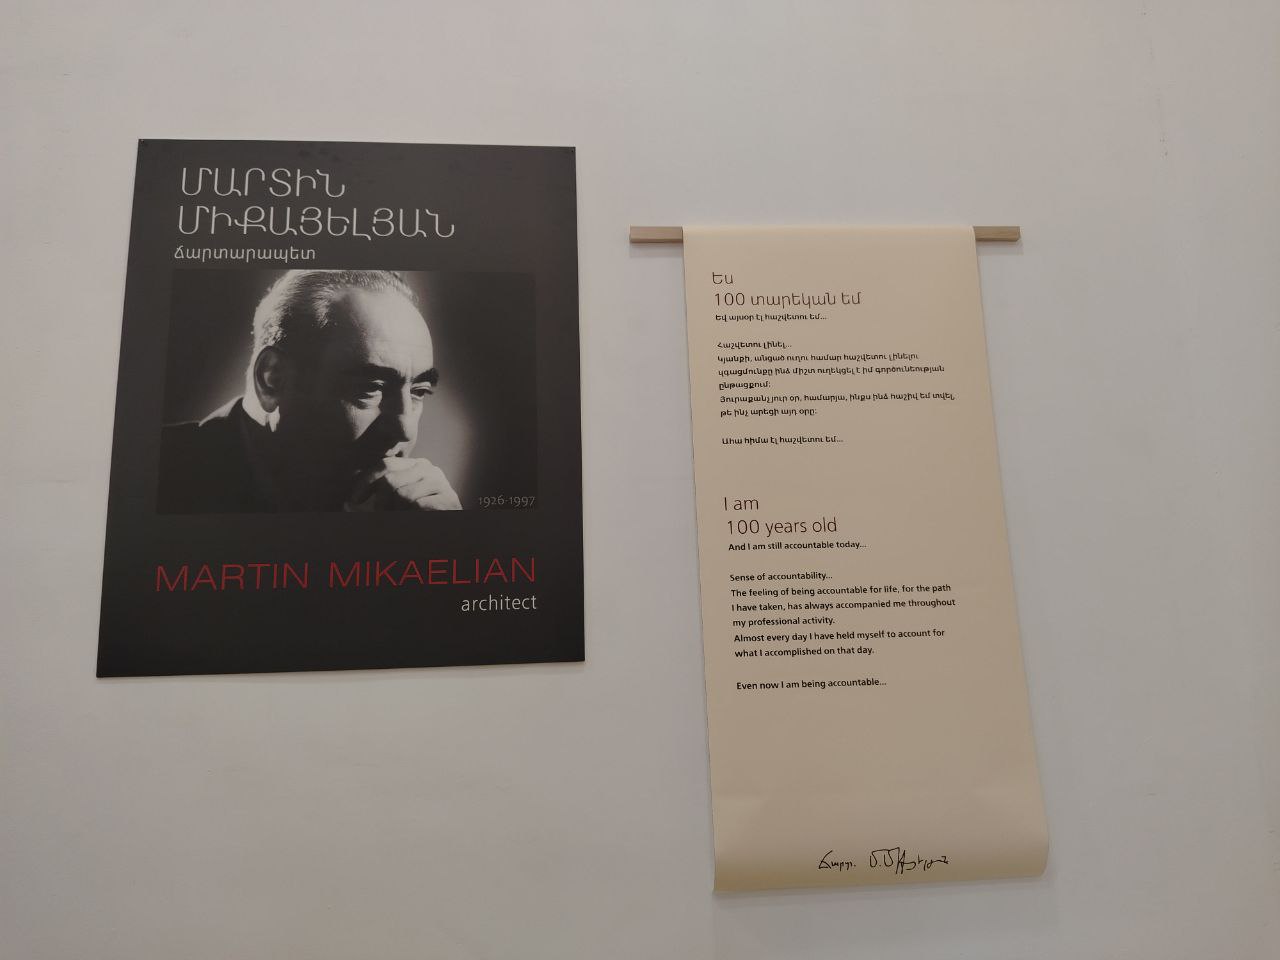 ՄԱՐՏԻՆ
ՄԻՔԱՅԵԼՅԱՆ
ճարտարապետ
1926-1997
MARTIN MIKAELIAN
architect
Ես
100 տարեկան եմ
Եվ այսօր էլ հաշվետու եմ...
Հաշվետու լինել...
Կյանքի, անցած ուղու համար հաշվետու լինելու
զգացմունքը ինձ միշտ ուղեկցել է իմ գործունեության
ընթացքում:
Յուրաքանչյուր օր, համարյա, ինքս ինձ հաշիվ եմ տվել,
թե ինչ արեցի այդ օրը:
Ահա հիմա էլ հաշվետու եմ...
I am
100 years old
And I am still accountable today...
Sense of accountability...
The feeling of being accountable for life, for the path
I have taken, has always accompanied me throughout
my professional activity.
Almost every day I have held myself to account for
what I accomplished on that day.
Even now I am being accountable...